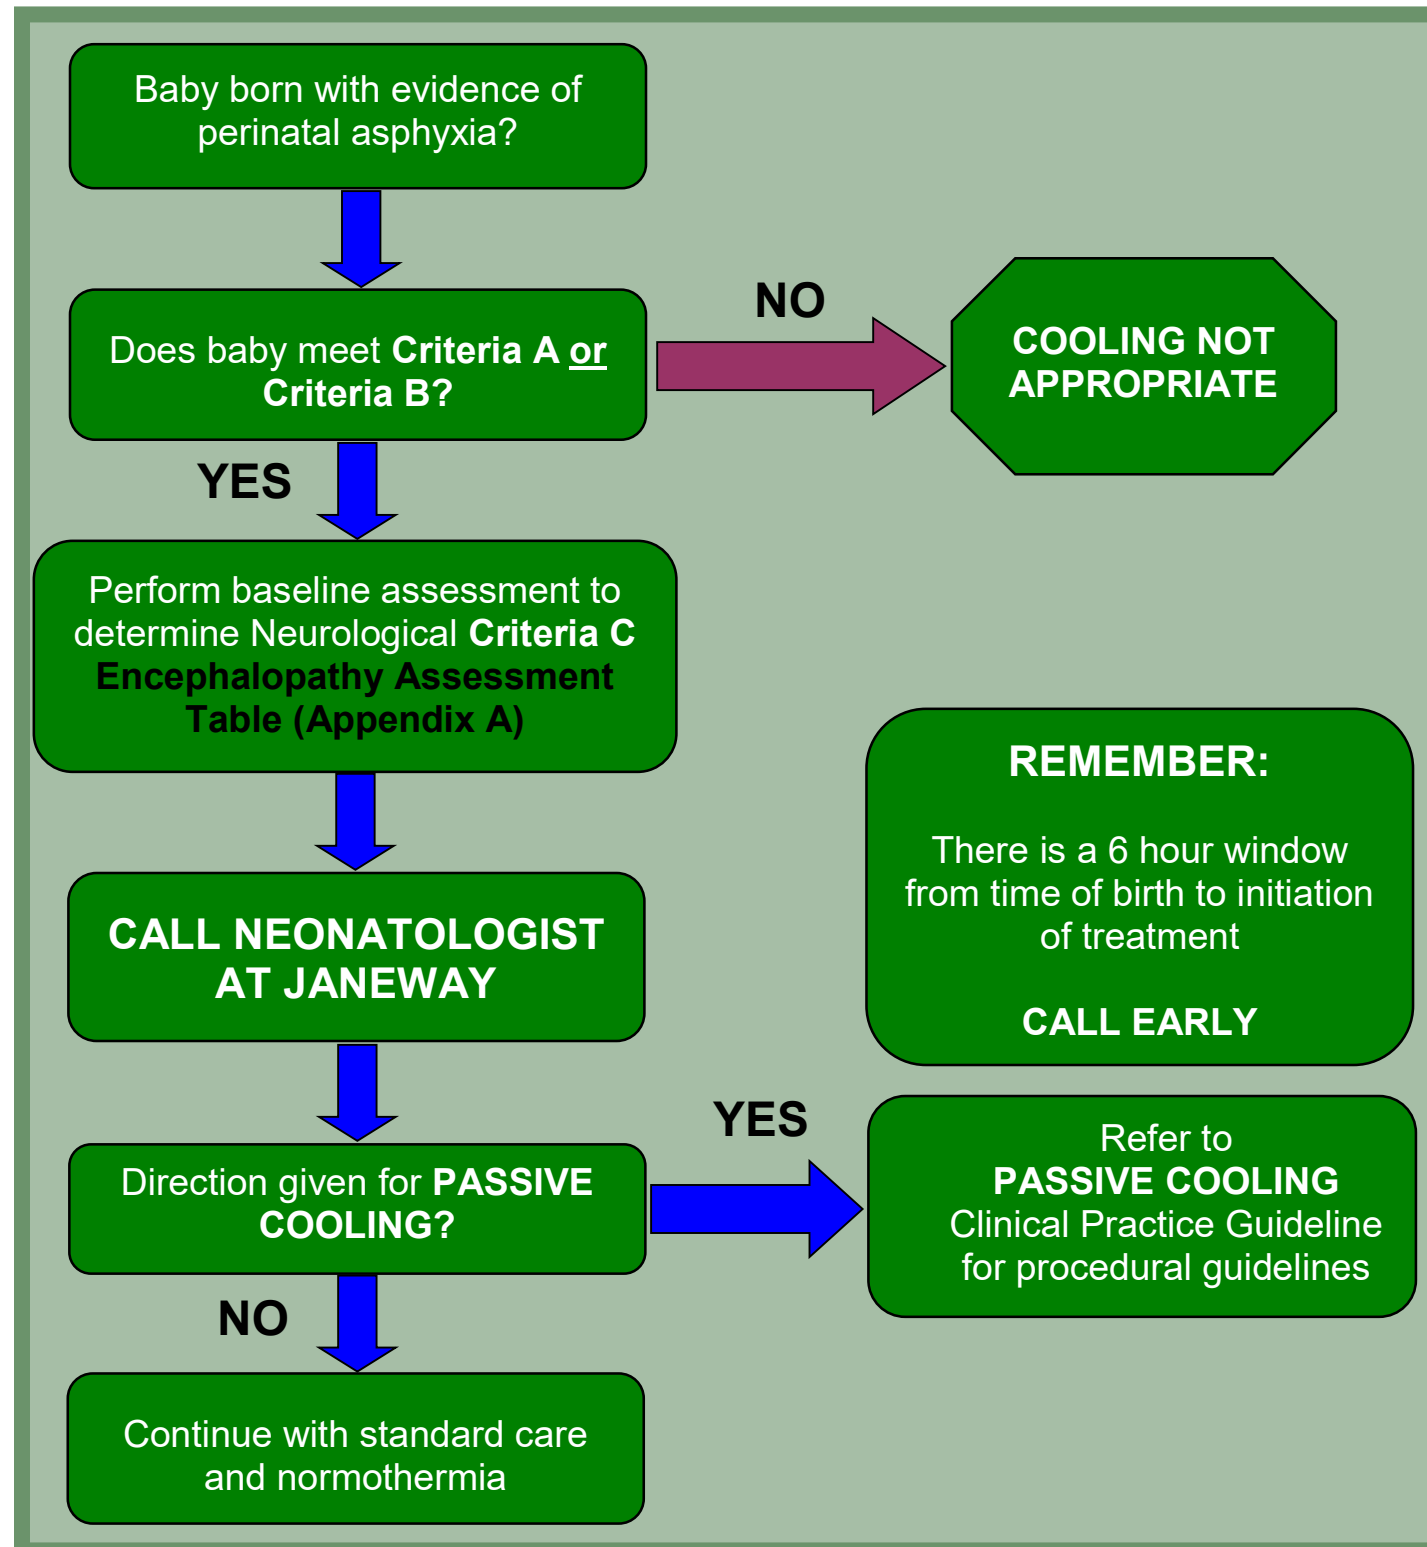 Baby born with evidence of
perinatal asphyxia?
Does baby meet Criteria A or
Criteria B?
NO
COOLING NOT
APPROPRIATE
YES
Perform baseline assessment to
determine Neurological Criteria C
Encephalopathy Assessment
Table (Appendix A)
REMEMBER:
There is a 6 hour window
from time of birth to initiation
of treatment
CALL EARLY
CALL NEONATOLOGIST
AT JANEWAY
Direction given for PASSIVE
COOLING?
YES
Refer to
PASSIVE COOLING
Clinical Practice Guideline
for procedural guidelines
NO
Continue with standard care
and normothermia